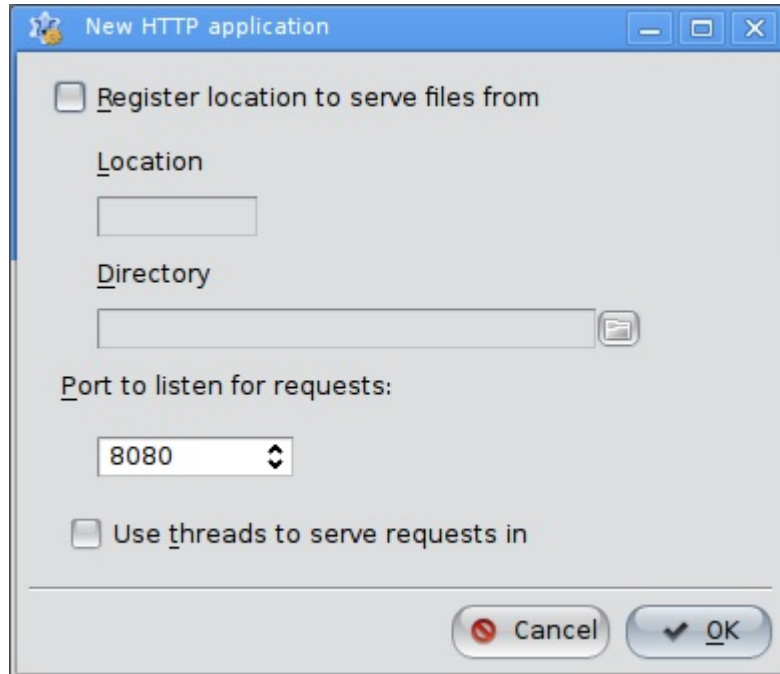 New HTTP application
Register location to serve files from
Location
Directory
Port to listen for requests:
8080
Use threads to serve requests in
Cancel OK